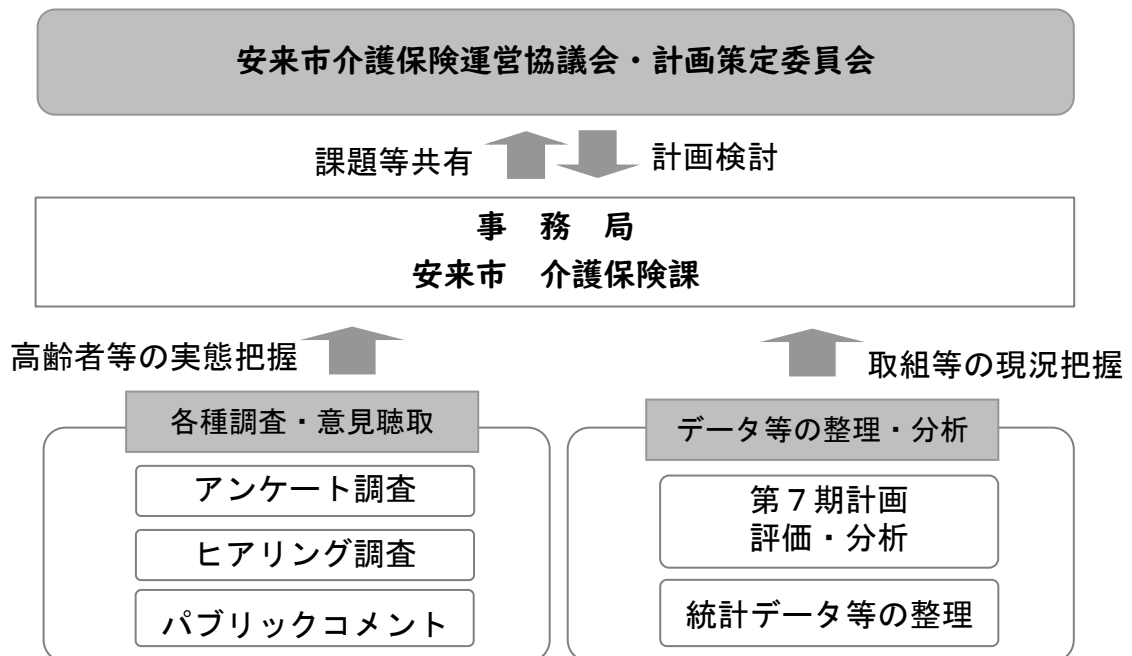 安来市介護保険運営協議会・計画策定委員会
課題等共有
計画検討
事　務　局
安来市　介護保険課
高齢者等の実態把握
取組等の現況把握
各種調査・意見聴取
アンケート調査
ヒアリング調査
パブリックコメント
データ等の整理・分析
第７期計画
評価・分析
統計データ等の整理